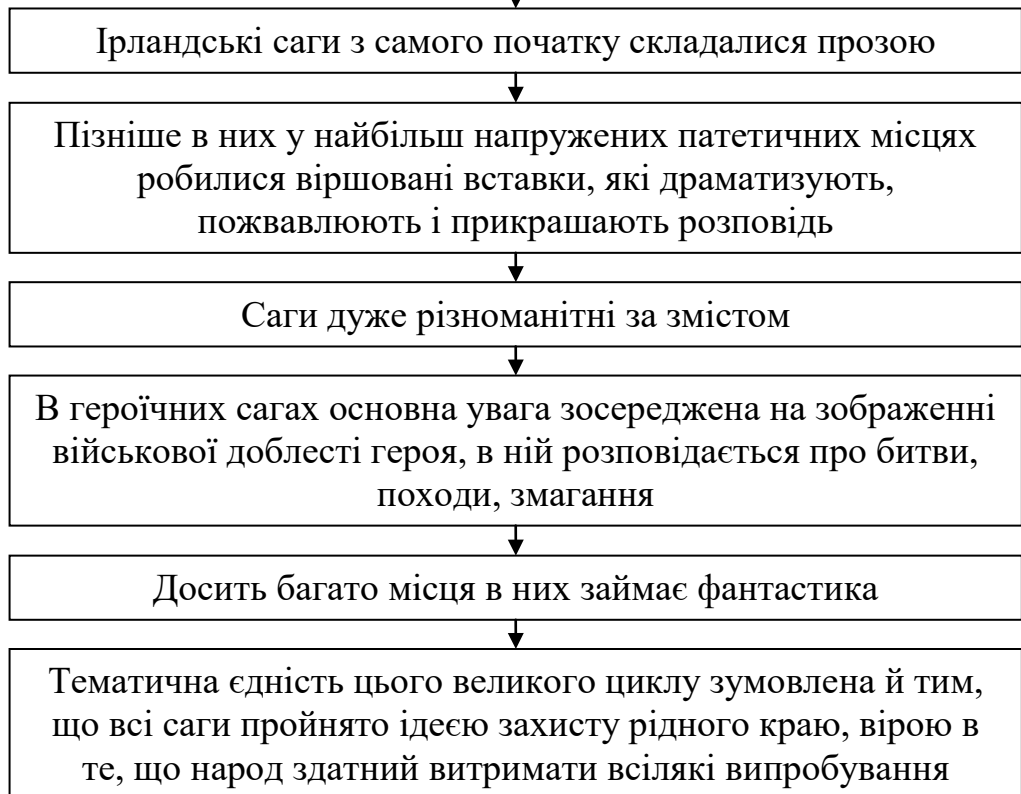 Ірландські саги з самого початку складалися прозою
Пізніше в них у найбільш напружених патетичних місцях
робилися віршовані вставки, які драматизують,
пожвавлюють і прикрашають розповідь
Саги дуже різноманітні за змістом
В героїчних сагах основна увага зосереджена на зображенні
військової доблесті героя, в ній розповідається про битви,
походи, змагання
Досить багато місця в них займає фантастика
Тематична єдність цього великого циклу зумовлена й тим,
що всі саги пройнято ідеєю захисту рідного краю, вірою в
те, що народ здатний витримати всілякі випробування